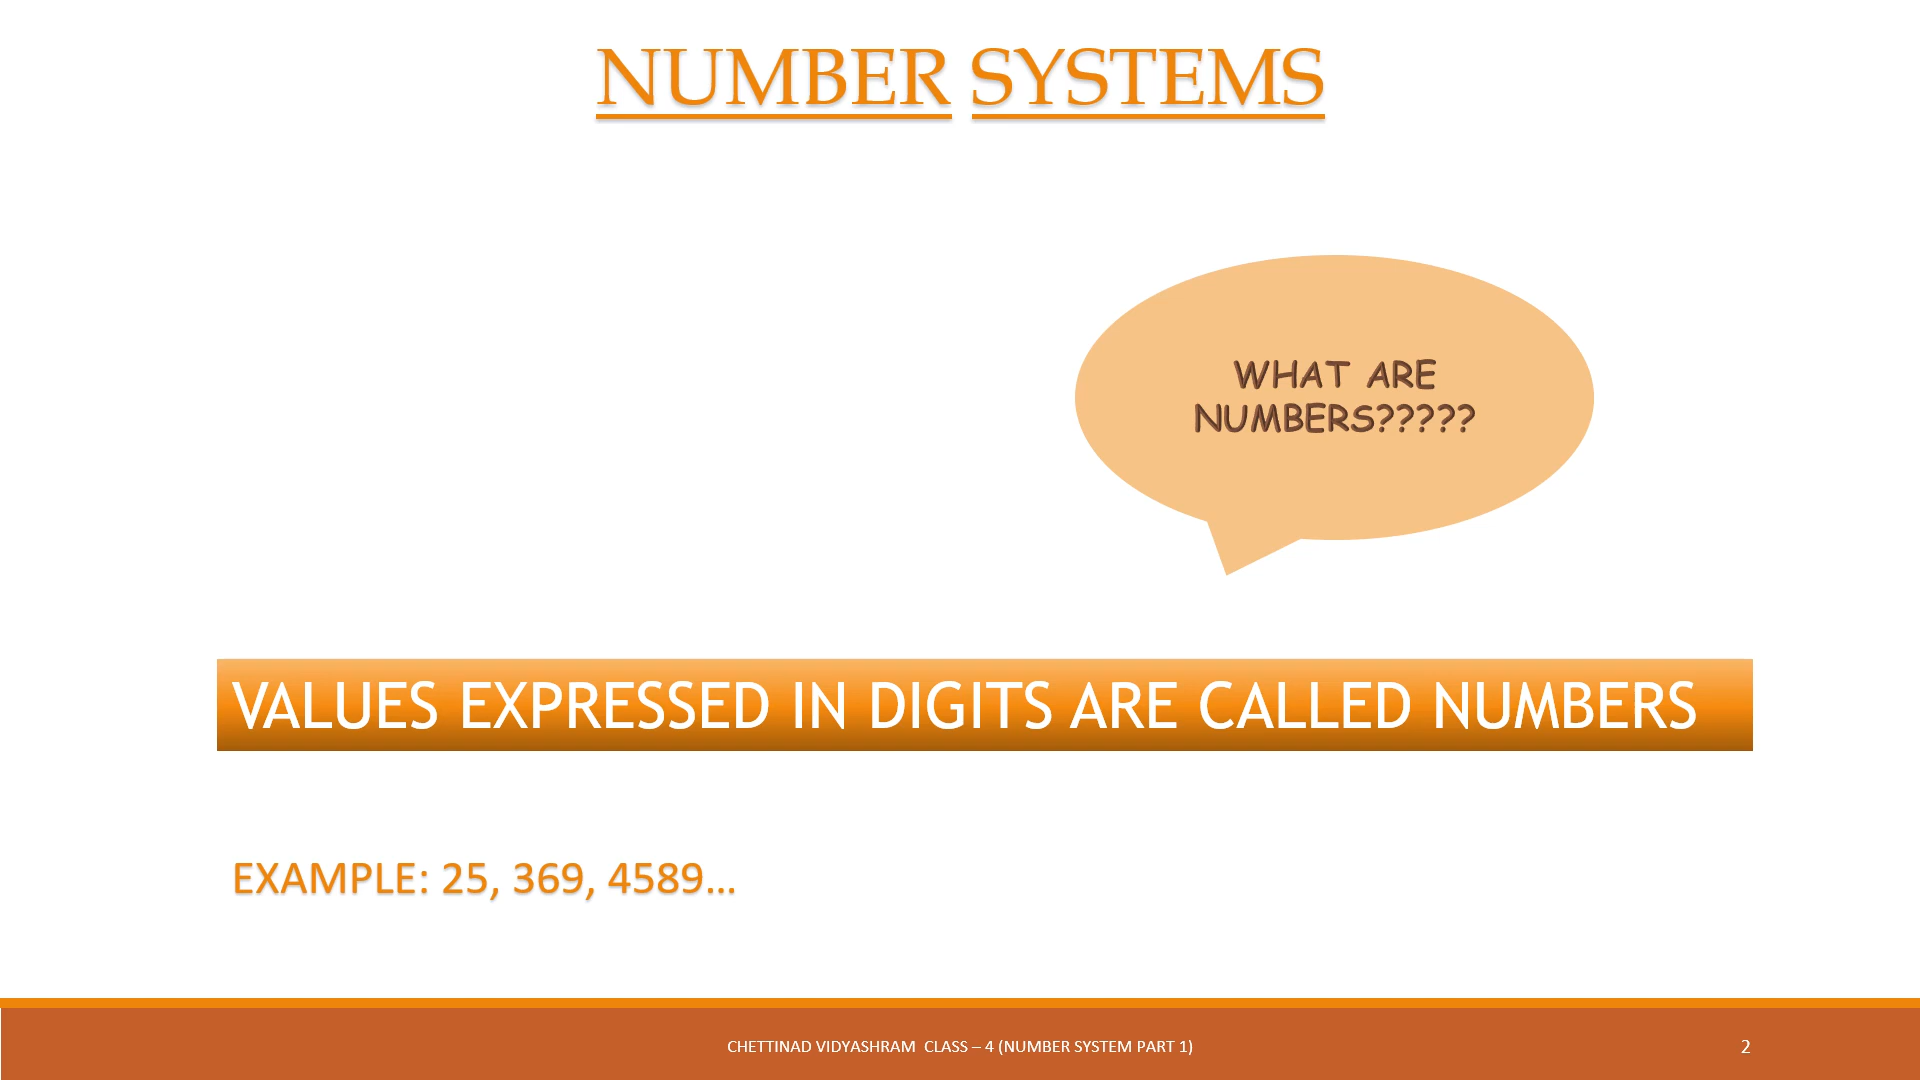 NUMBER SYSTEMS
WHAT ARE
NUMBERS?????
VALUES EXPRESSED IN DIGITS ARE CALLED NUMBERS
EXAMPLE: 25, 369, 4589…
CHETTINAD VIDYASHRAM  CLASS – 4 (NUMBER SYSTEM PART 1)
2